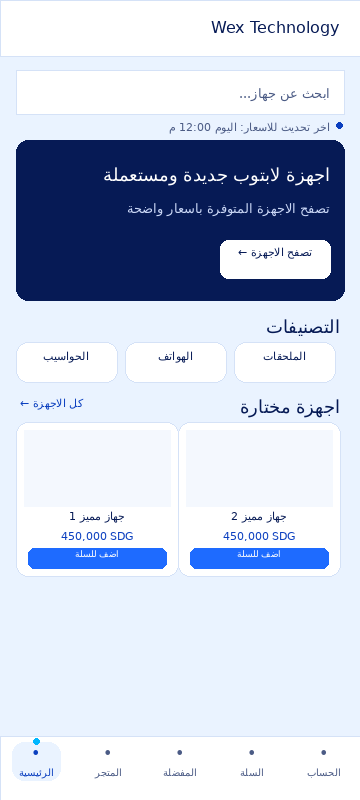 Wex Technology
ابحث عن جهاز...
اخر تحديث للاسعار: اليوم 12:00 م
اجهزة لابتوب جديدة ومستعملة
تصفح الاجهزة المتوفرة باسعار واضحة
تصفح الاجهزة ←
التصنيفات
الملحقات
الهواتف
الحواسيب
اجهزة مختارة
كل الاجهزة ←
جهاز مميز 2
450,000 SDG
اضف للسلة
جهاز مميز 1
450,000 SDG
اضف للسلة
الحساب
السلة
المفضلة
المتجر
الرئيسية